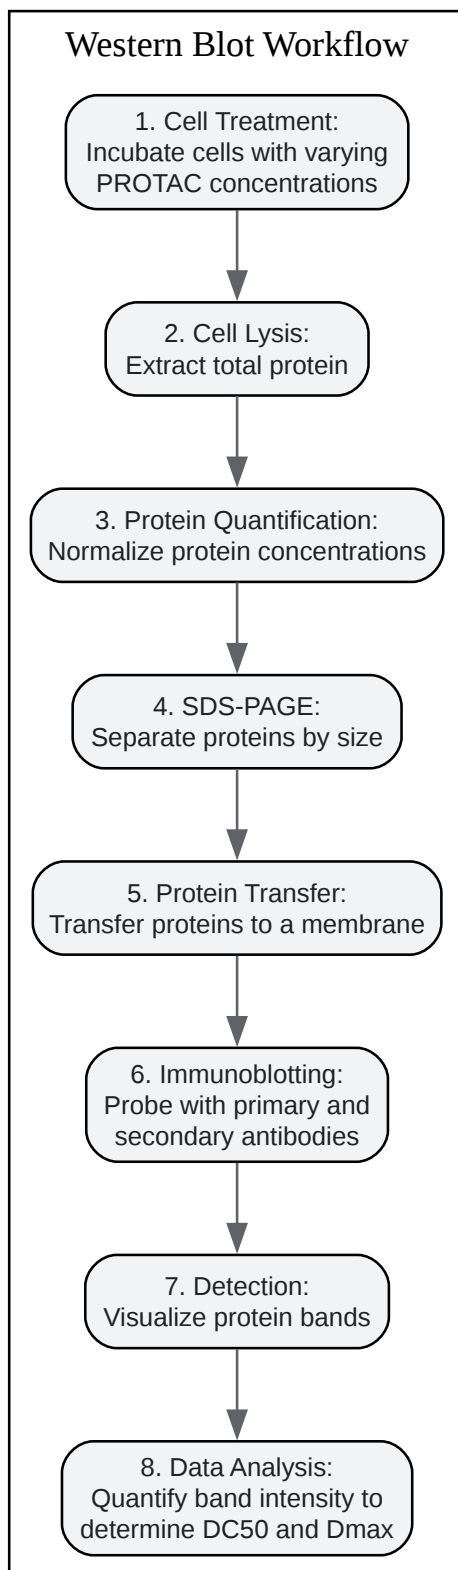 Western Blot Workflow
1. Cell Treatment:
Incubate cells with varying
PROTAC concentrations
2. Cell Lysis:
Extract total protein
3. Protein Quantification:
Normalize protein concentrations
4. SDS-PAGE:
Separate proteins by size
5. Protein Transfer:
Transfer proteins to a membrane
6. Immunoblotting:
Probe with primary and
secondary antibodies
7. Detection:
Visualize protein bands
8. Data Analysis:
Quantify band intensity to
determine DC50 and Dmax